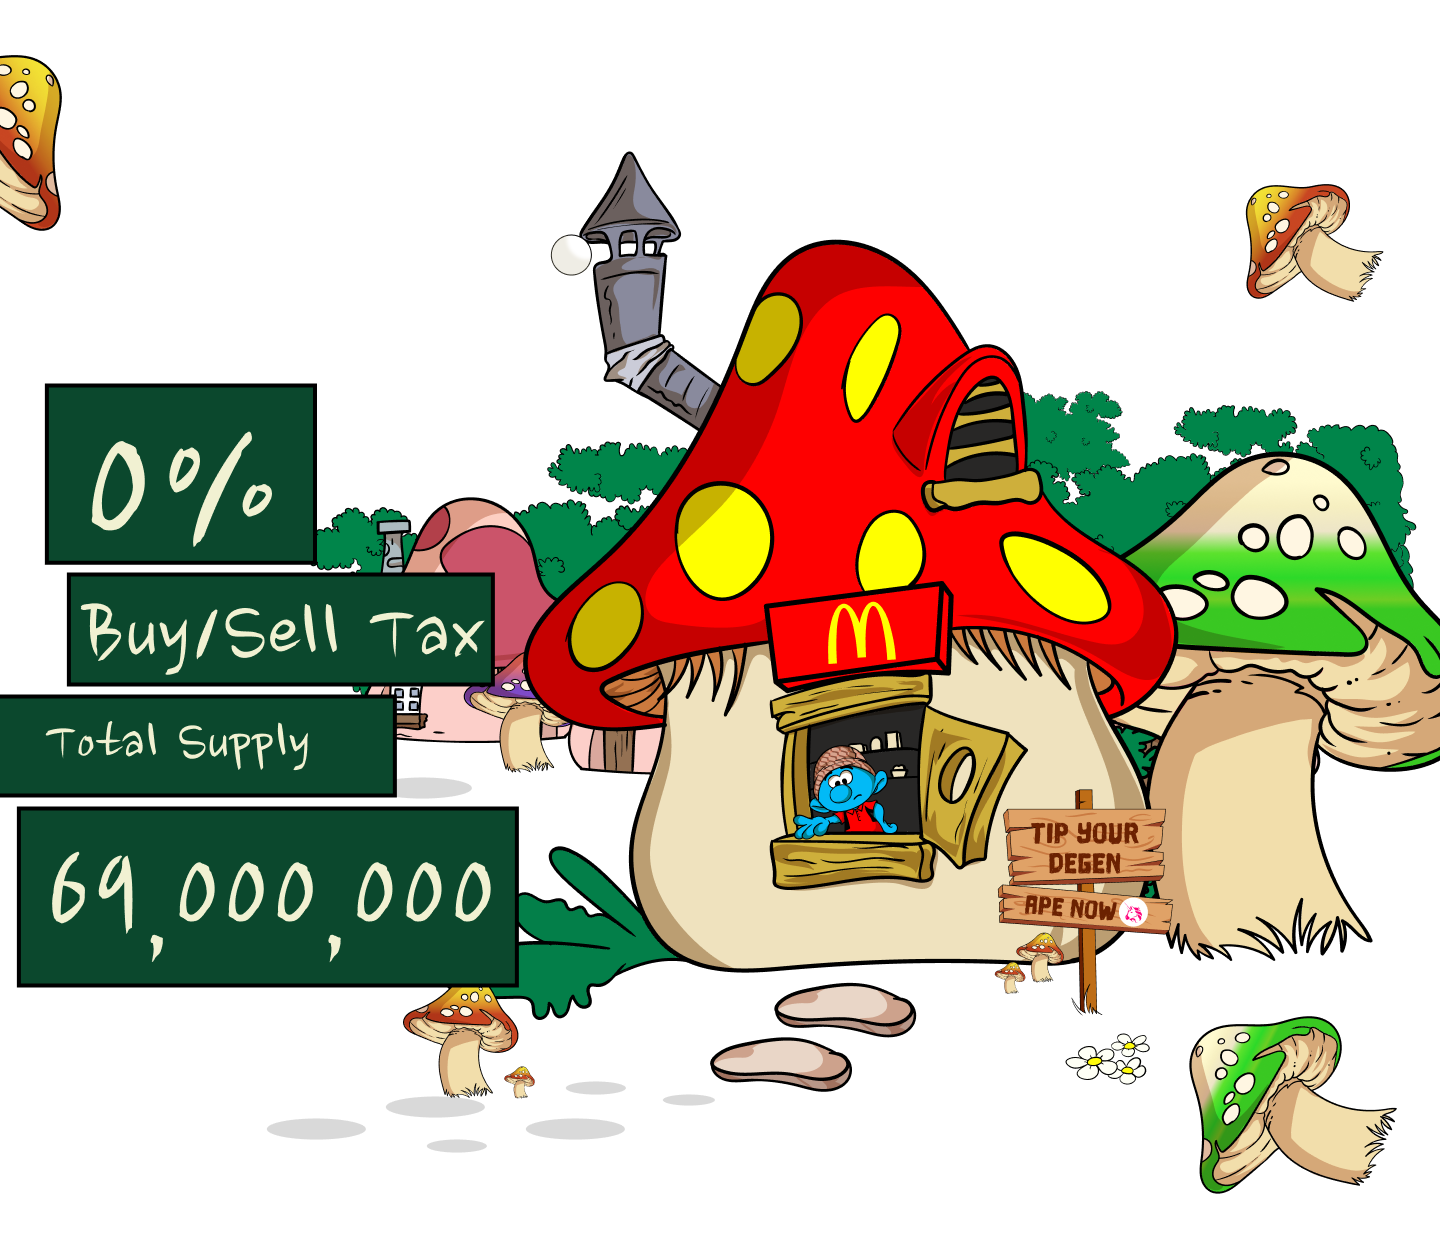 0%
Buy/Sell Tax
Total Supply
69,000,000
M
TIP YOUR
DEGEN
APE NOW